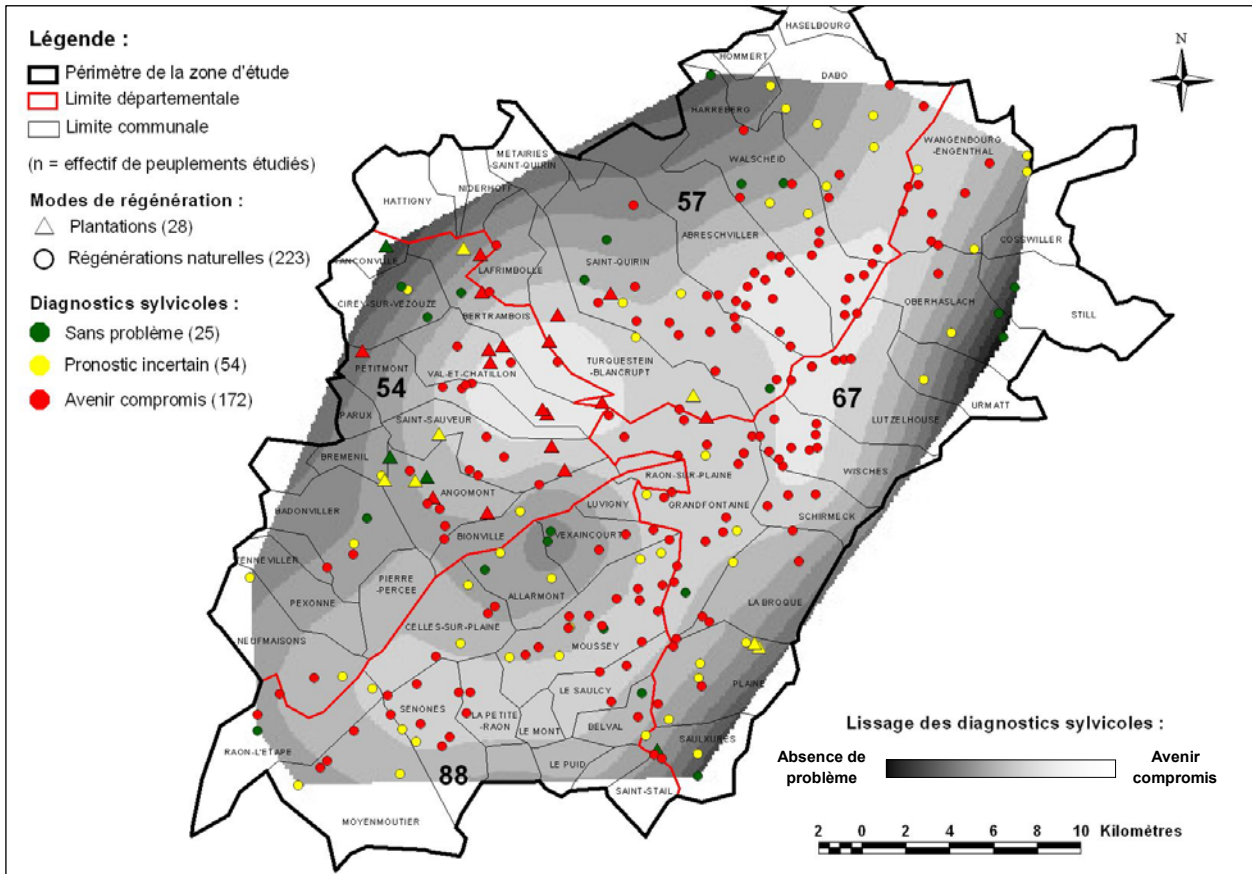 Légende :
Périmètre de la zone d'étude
Limite départementale
Limite communale
(n = effectif de peuplements étudiés)
Modes de régénération :
Plantations (28)
Régénérations naturelles (223)
Diagnostics sylvicoles :
Sans problème (25)
Pronostic incertain (54)
Avenir compromis (172)
N
HASELBOURG
HOMMERT
DABO
HARREBERG
WANGENBOURG
-ENGENTHAL
METAIRIES
-SAINT-QUIRIN
WALSCHEID
NIDERHOFF
HATTIGNY
57
COSSWILLER
ABRESCHVILLER
TANCONVILLE
SAINT-QUIRIN
LAFRIMBOLLE
CIREY-SUR-VEZOUZE
OBERHASLACH
STILL
BERTRAMBOIS
TURQUESTEIN
-BLANCRUPT
PETITMONT
VAL-ET-CHATILLON
54
67
URMATT
PARUX
SAINT-SAUVEUR
LUTZELHOUSE
BREMENIL
WISCHES
RAON-SUR-PLAINE
ANGOMONT
BADONVILLER
LUVIGNY
GRANDFONTAINE
SCHIRMECK
BIONVILLE
VEXAINCOURT
FENNEVILLER
PIERRE
-PERCEE
PEXONNE
ALLARMONT
LA BROQUE
CELLES-SUR-PLAINE
NEUFMAISONS
MOUSSEY
PLAINE
LE SAULCY
SENONES
LA PETITE
-RAON
LE MONT
BELVAL
SAULXURES
RAON-L'ETAPE
LE PUID
88
SAINT-STAIL
MOYENMOUTIER
Lissage des diagnostics sylvicoles :
Absence de
problème
Avenir
compromis
2 0 2 4 6 8 10 Kilomètres